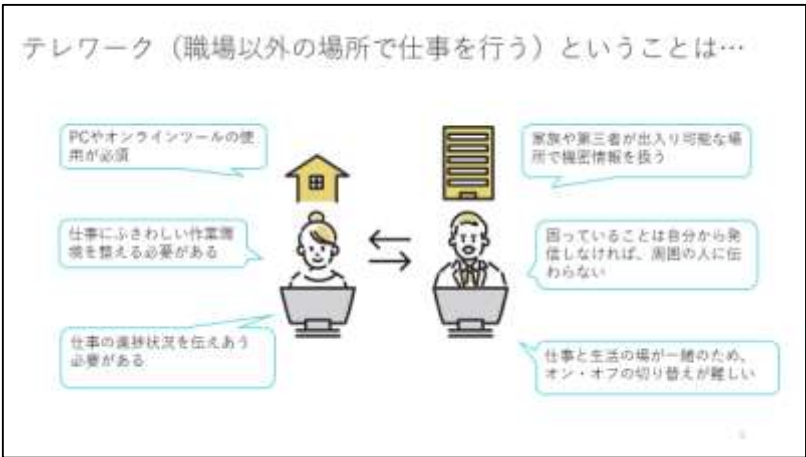 テレワーク（職場以外の場所で仕事を行う）ということは…
PCやオンラインツールの使
用が必須
仕事にふさわしい作業環
境を整える必要がある
仕事の進捗状況を伝えあう
必要がある
家族や第三者が出入り可能な場
所で機密情報を扱う
困っていることは自分から発
信しなければ、周囲の人に伝
わらない
仕事と生活の場が一緒のため、
オン・オフの切り替えが難しい